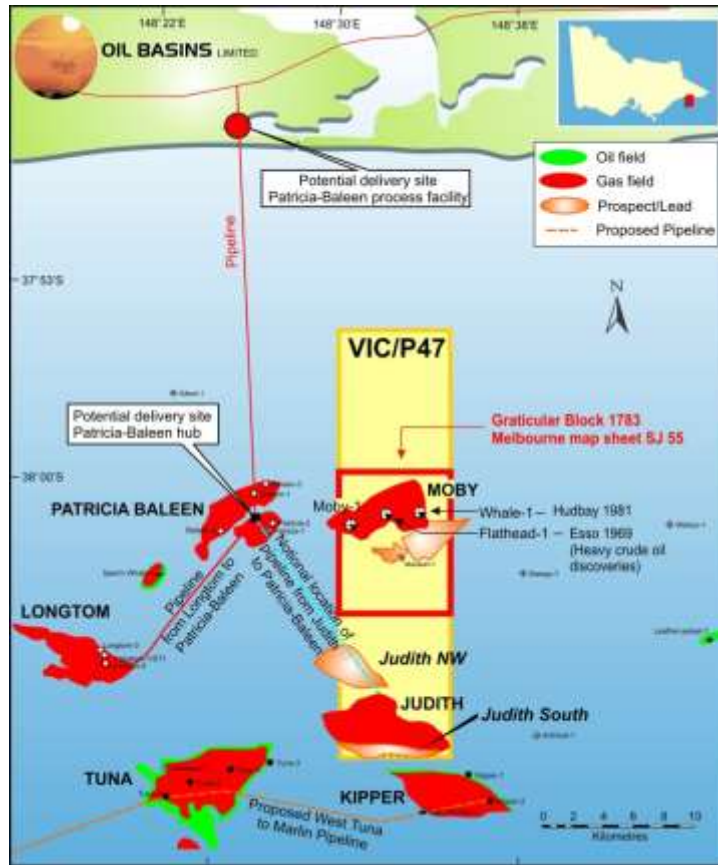 148°22'E
148°30'E
148°38'E
OIL BASINS LIMITED
Potential delivery site
Patricia-Baleen process facility
Oil field
Gas field
Prospect/Lead
Proposed Pipeline
Pipeline
37°53'S
N
VIC/P47
Graticular Block 1783
Melbourne map sheet SJ 55
Potential delivery site
Patricia-Baleen hub
38°00'S
PATRICIA BALEEN
MOBY
Moby-1
Whale-1 Hudbay 1981
Flathead-1 Esso 1969
(Heavy crude oil
discoveries)
Pipeline
from Longtom to
Patricia-Baleen
Notional location of
pipeline from Judith
to Patricia-Baleen
LONGTOM
Judith NW
JUDITH
Judith South
TUNA
KIPPER
Proposed West Tuna
to Marlin Pipeline
0 2 4 6 8 10
Kilometres